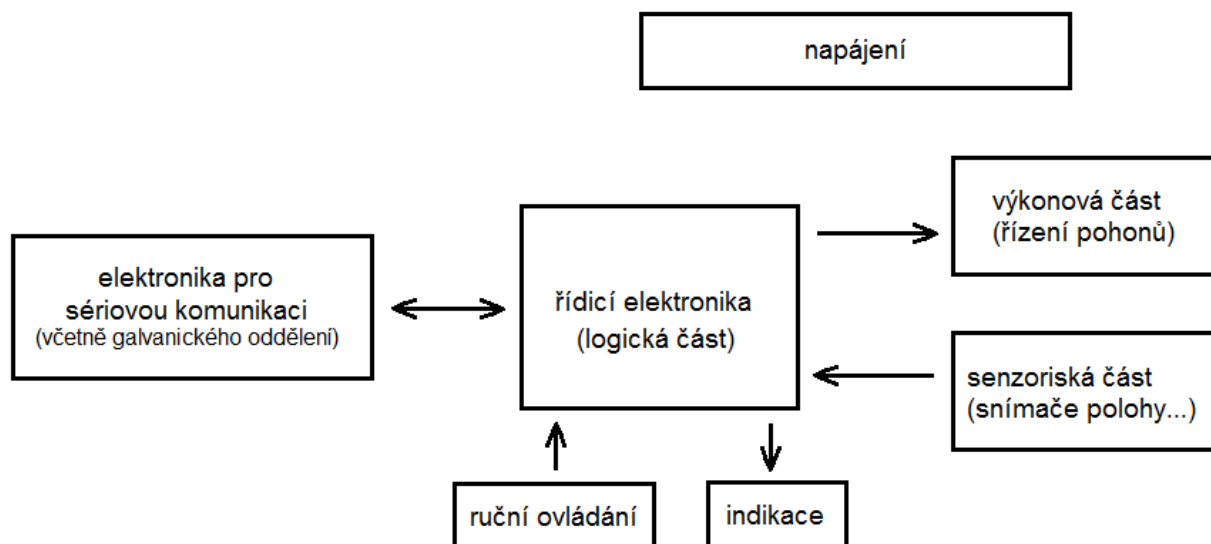 napájení
výkonová část
(řízení pohonů)
elektronika pro
sériovou komunikaci
(včetně galvanického oddělení)
řídicí elektronika
(logická část)
senzoriská část
(snímače polohy...)
ruční ovládání
indikace